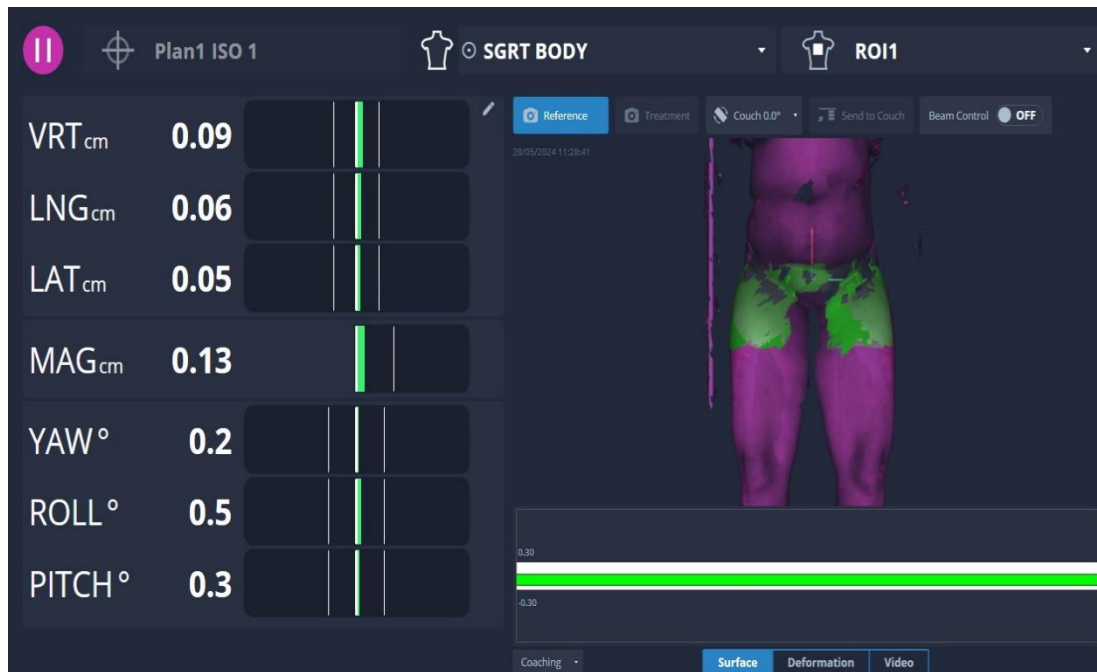 Plan1 ISO 1
SGRT BODY
ROI1
Reference
Treatment
Couch 0.0°
Send to Couch
Beam Control OFF
28/05/2024 11:28:41
VRT cm 0.09
LNG cm 0.06
LAT cm 0.05
MAG cm 0.13
YAW ° 0.2
ROLL ° 0.5
PITCH ° 0.3
0.30
-0.30
Coaching
Surface Deformation Video